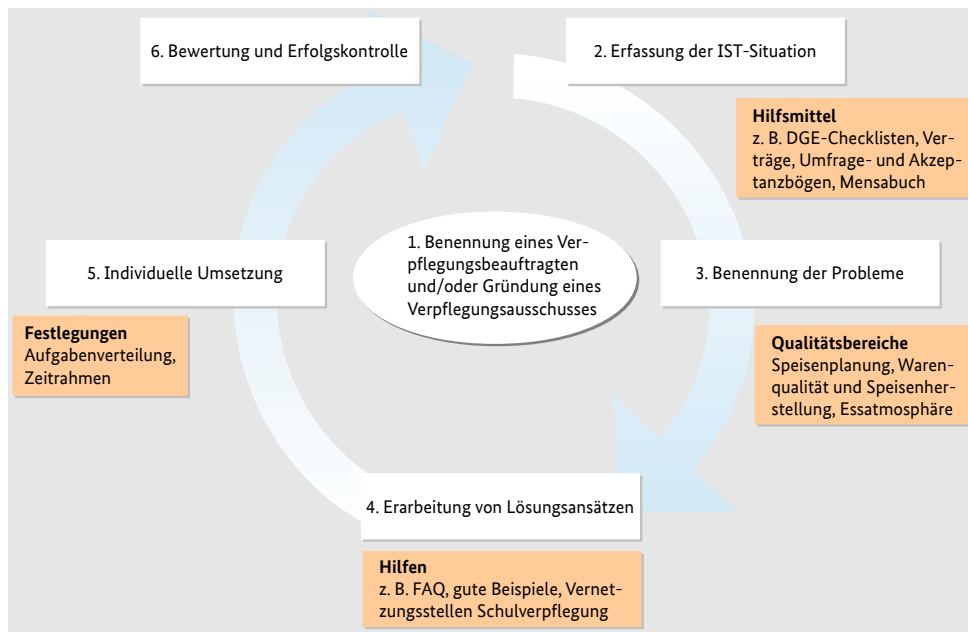 1. Benennung eines Ver-
pflegungsbeauftragten
und/oder Gründung eines
Verpflegungsausschusses
2. Erfassung der IST-Situation
Hilfsmittel
z. B. DGE-Checklisten, Ver-
träge, Umfrage- und Akzep-
tanzbögen, Mensabuch
3. Benennung der Probleme
Qualitätsbereiche
Speisenplanung, Waren-
qualität und Speisenher-
stellung, Essatmosphäre
4. Erarbeitung von Lösungsansätzen
Hilfen
z. B. FAQ, gute Beispiele, Vernet-
zungsstellen Schulverpflegung
5. Individuelle Umsetzung
Festlegungen
Aufgabenverteilung,
Zeitrahmen
6. Bewertung und Erfolgskontrolle